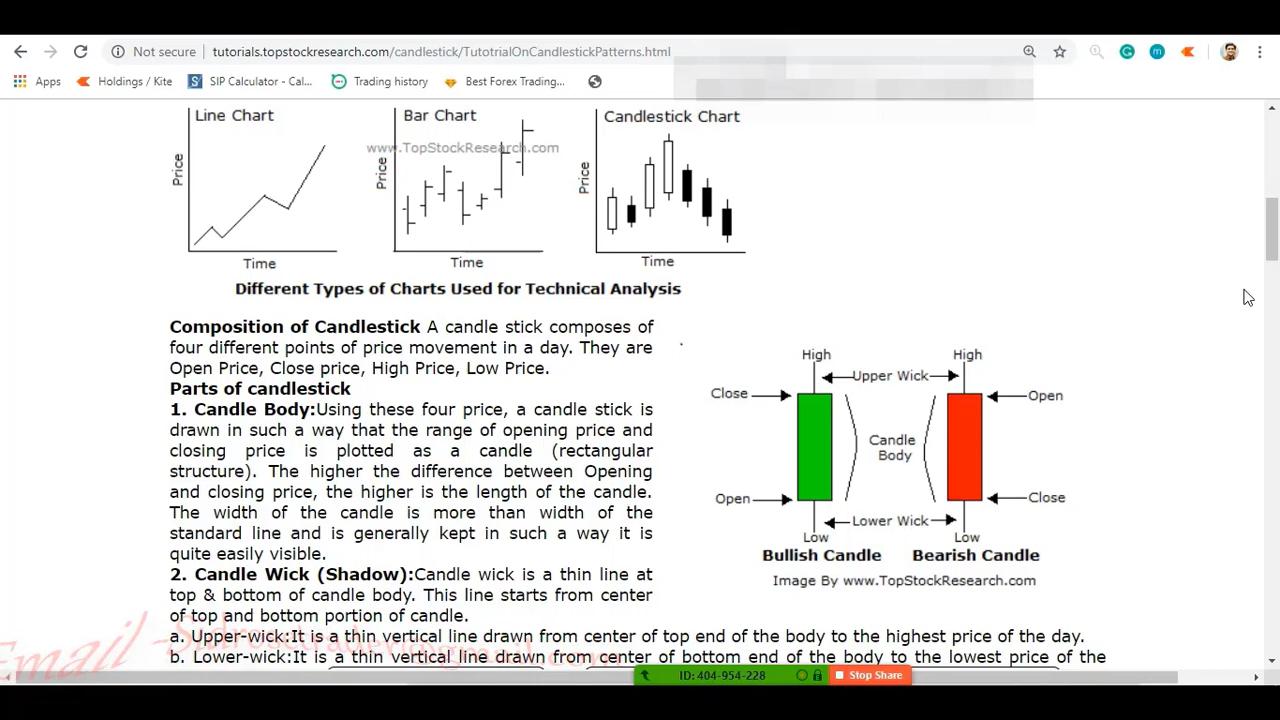 Not secure
tutorials.topstockresearch.com/candlestick/TutotrialOnCandlestickPatterns.html
Apps
Holdings / Kite
SIP Calculator - Cal...
Trading history
Best Forex Trading...
Line Chart
Bar Chart
Candlestick Chart
www.TopStockResearch.com
Price
Price
Price
Time
Time
Time
Different Types of Charts Used for Technical Analysis
Composition of Candlestick A candle stick composes of
four different points of price movement in a day. They are
Open Price, Close price, High Price, Low Price.
Parts of candlestick
1. Candle Body:Using these four price, a candle stick is
drawn in such a way that the range of opening price and
closing price is plotted as a candle (rectangular
structure). The higher the difference between Opening
and closing price, the higher is the length of the candle.
The width of the candle is more than width of the
standard line and is generally kept in such a way it is
quite easily visible.
2. Candle Wick (Shadow):Candle wick is a thin line at
top & bottom of candle body. This line starts from center
of top and bottom portion of candle.
High
High
Upper Wick
Close
Open
Candle
Body
Open
Close
Lower Wick
Low
Low
Bullish Candle
Bearish Candle
Image By www.TopStockResearch.com
a. Upper-wick:It is a thin vertical line drawn from center of top end of the body to the highest price of the day.
b. Lower-wick:It is a thin vertical line drawn from center of bottom end of the body to the lowest price of the
ID: 404-954-228
Stop Share